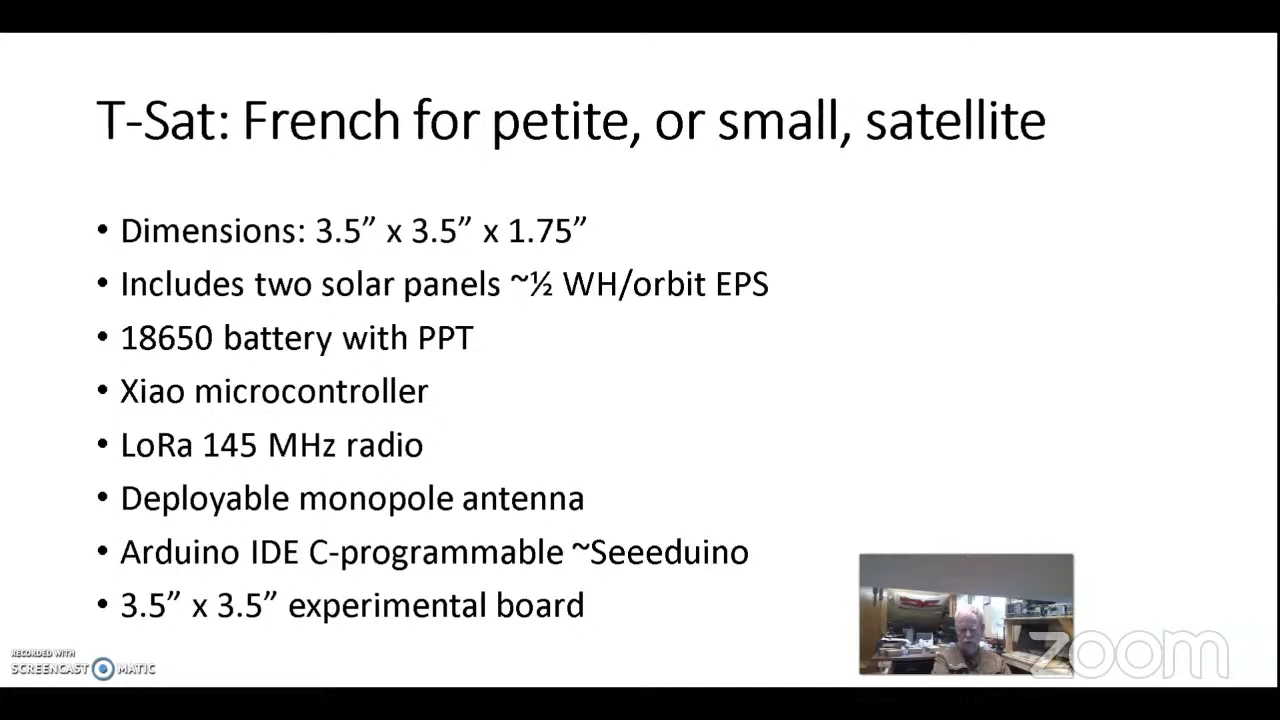 T-Sat: French for petite, or small, satellite
• Dimensions: 3.5” x 3.5” x 1.75”
• Includes two solar panels ~½ WH/orbit EPS
• 18650 battery with PPT
• Xiao microcontroller
• LoRa 145 MHz radio
• Deployable monopole antenna
• Arduino IDE C-programmable ~Seeeduino
• 3.5” x 3.5” experimental board
RECORDED WITH
SCREENCAST MATIC
zoom